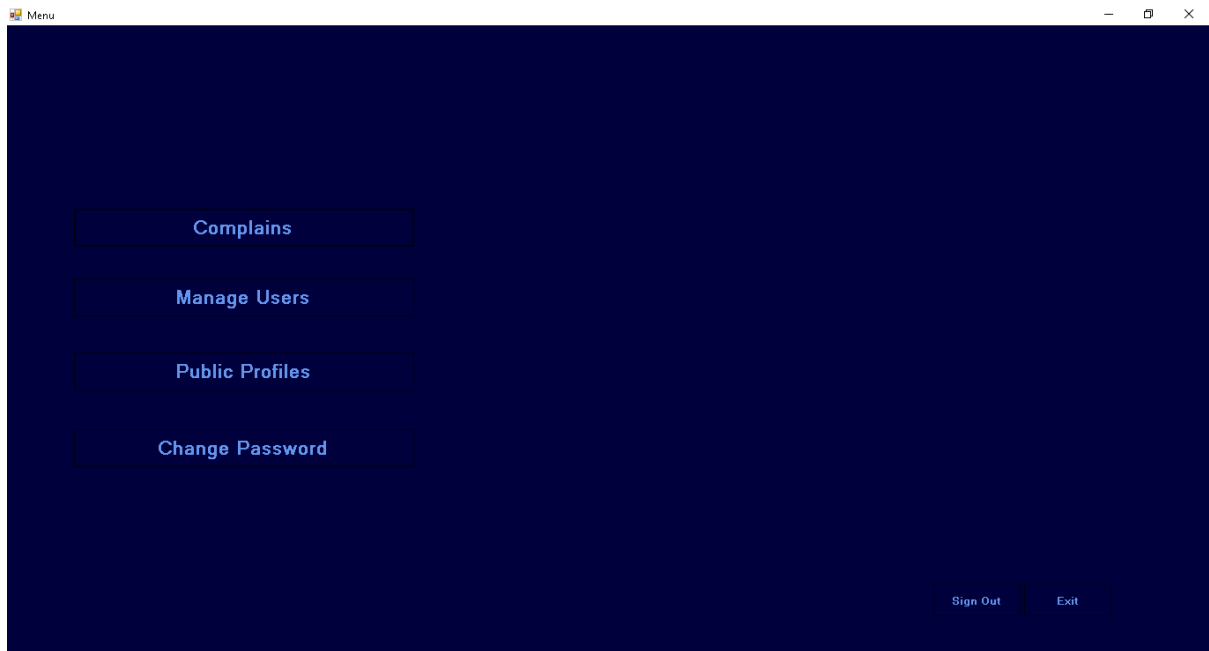 Menu
Complains
Manage Users
Public Profiles
Change Password
Sign Out Exit